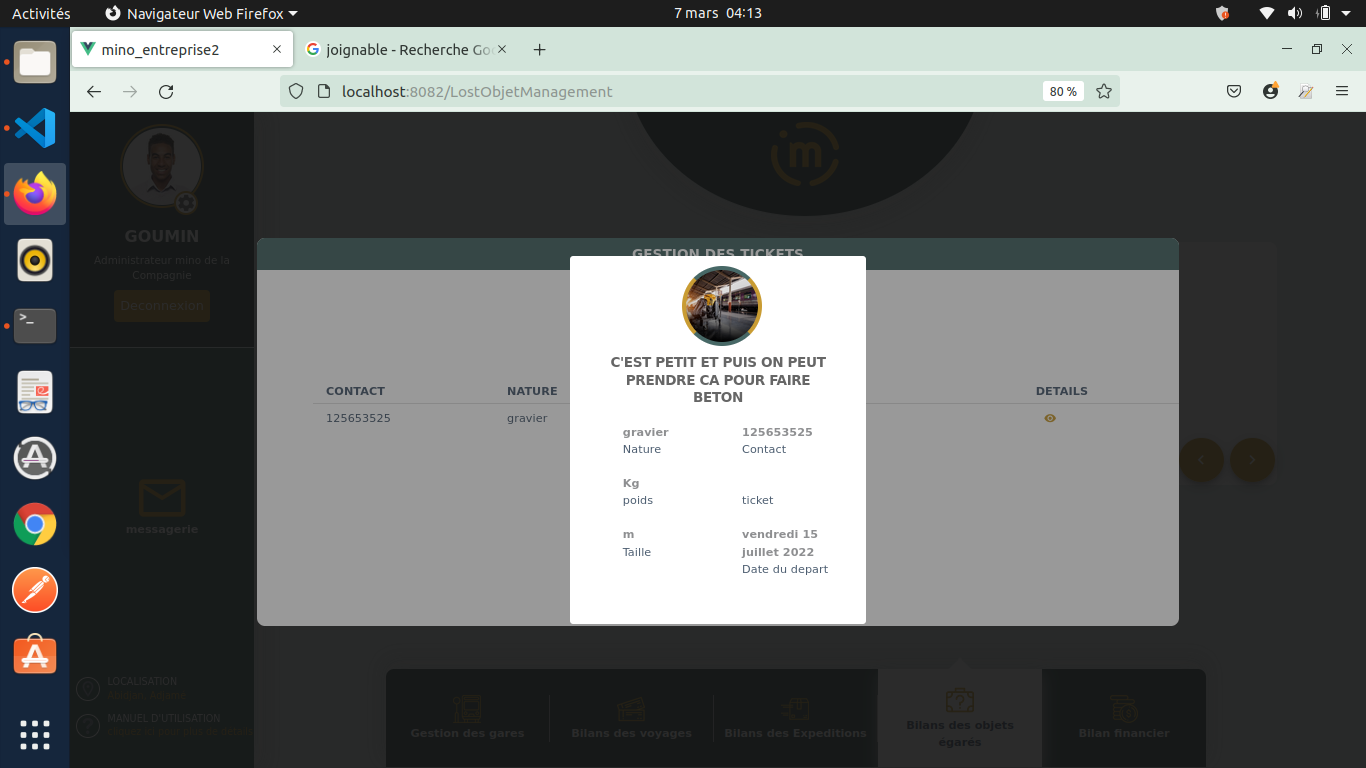 Activités
Navigateur Web Firefox
7 mars 04:13
mino_entreprise2
joignable - Recherche Goo
localhost:8082/LostObjetManagement
80 %
GOUMIN
Administrateur mino de la
Compagnie
Deconnexion
messagerie
LOCALISATION
MANUEL D'UTILISATION
GESTION DES TICKETS
CONTACT
NATURE
DETAILS
125653525
gravier
C'EST PETIT ET PUIS ON PEUT
PRENDRE CA POUR FAIRE
BETON
gravier
125653525
Nature
Contact
Kg
poids
ticket
m
vendredi 15
Taille
juillet 2022
Date du depart
Gestion des gares
Bilans des voyages
Bilans des Expeditions
Bilans des objets
égarés
Bilan financier